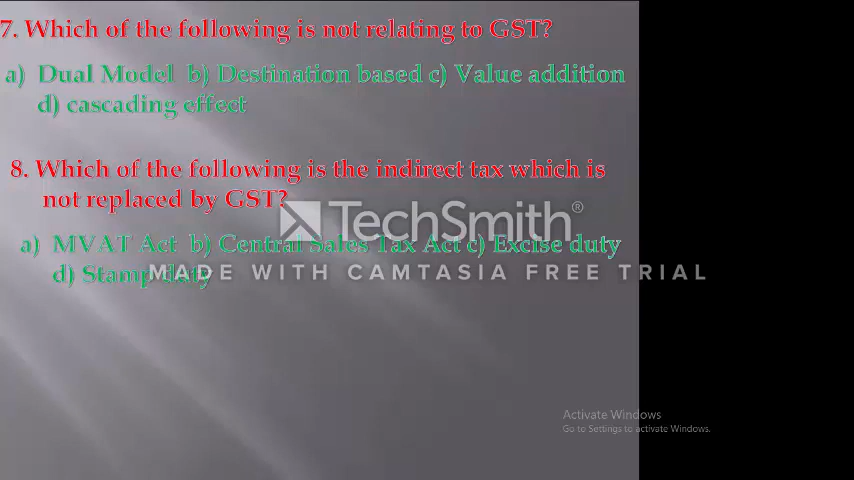 7. Which of the following is not relating to GST?
a) Dual Model b) Destination based c) Value addition
d) cascading effect
8. Which of the following is the indirect tax which is
not replaced by GST?
TechSmith®
a) MVAT Act b) Central Sales Tax Act c) Excise duty
d) Stamp duty
MADE WITH CAMTASIA FREE TRIAL
Activate Windows
Go to Settings to activate Windows.